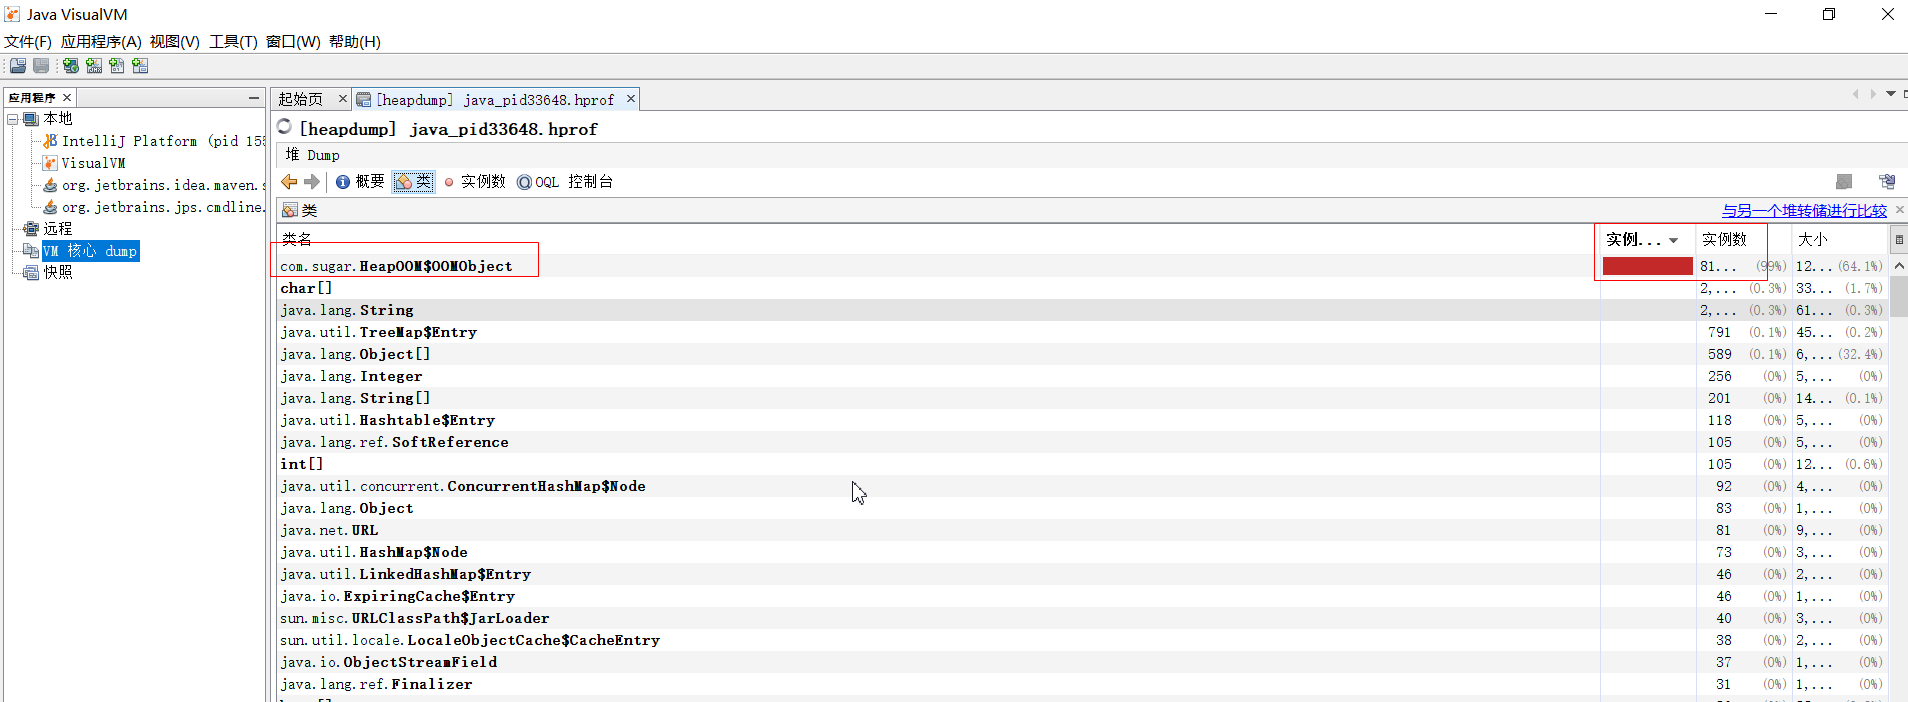 Java VisualVM
文件(F) 应用程序(A) 视图(V) 工具(T) 窗口(W) 帮助(H)
应用程序
本地
IntelliJ Platform (pid 155
VisualVM
org.jetbrains.idea.maven.s
org.jetbrains.jps.cmdline.
远程
VM 核心 dump
快照
起始页 [heapdump] java_pid33648.hprof
[heapdump] java_pid33648.hprof
堆 Dump
概要 类 实例数 OQL 控制台
类 与另一个堆转储进行比较
类名 实例... 实例数 大小
com.sugar.HeapOOM$OOMObject 81... (99%) 12... (64.1%)
char[] 2,... (0.3%) 33... (1.7%)
java.lang.String 2,... (0.3%) 61... (0.3%)
java.util.TreeMap$Entry 791 (0.1%) 45... (0.2%)
java.lang.Object[] 589 (0.1%) 6,... (32.4%)
java.lang.Integer 256 (0%) 5,... (0%)
java.lang.String[] 201 (0%) 14... (0.1%)
java.util.Hashtable$Entry 118 (0%) 5,... (0%)
java.lang.ref.SoftReference 105 (0%) 5,... (0%)
int[] 105 (0%) 12... (0.6%)
java.util.concurrent.ConcurrentHashMap$Node 92 (0%) 4,... (0%)
java.lang.Object 83 (0%) 1,... (0%)
java.net.URL 81 (0%) 9,... (0%)
java.util.HashMap$Node 73 (0%) 3,... (0%)
java.util.LinkedHashMap$Entry 46 (0%) 2,... (0%)
java.io.ExpiringCache$Entry 46 (0%) 1,... (0%)
sun.misc.URLClassPath$JarLoader 40 (0%) 3,... (0%)
sun.util.locale.LocaleObjectCache$CacheEntry 38 (0%) 2,... (0%)
java.io.ObjectStreamField 37 (0%) 1,... (0%)
java.lang.ref.Finalizer 31 (0%) 1,... (0%)